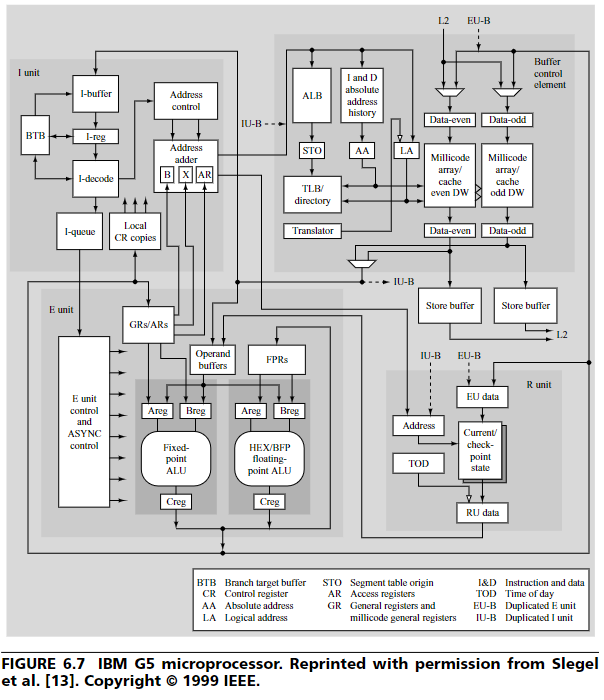 L2
EU-B
Buffer
control
element
I unit
I-buffer
Address
control
BTB
I-reg
IU-B
ALB
I and D
absolute
address
history
Data-even
Data-odd
Address
adder
B
X
AR
I-decode
STO
AA
LA
TLB/
directory
Millicode
array/
cache
even DW
Millicode
array/
cache
odd DW
I-queue
Local
CR copies
Translator
Data-even
Data-odd
IU-B
E unit
GRs/ARs
Operand
buffers
FPRs
Store buffer
Store buffer
L2
IU-B
EU-B
R unit
E unit
control
and
ASYNC
control
Areg
Breg
Areg
Breg
Fixed-
point
ALU
HEX/BFP
floating-
point ALU
Creg
Creg
EU data
Address
Current/
check-
point
state
TOD
RU data
BTB Branch target buffer
CR Control register
AA Absolute address
LA Logical address
STO Segment table origin
AR Access registers
GR General registers and
millicode general registers
I&D Instruction and data
TOD Time of day
EU-B Duplicated E unit
IU-B Duplicated I unit
FIGURE 6.7 IBM G5 microprocessor. Reprinted with permission from Slegel
et al. [13]. Copyright © 1999 IEEE.